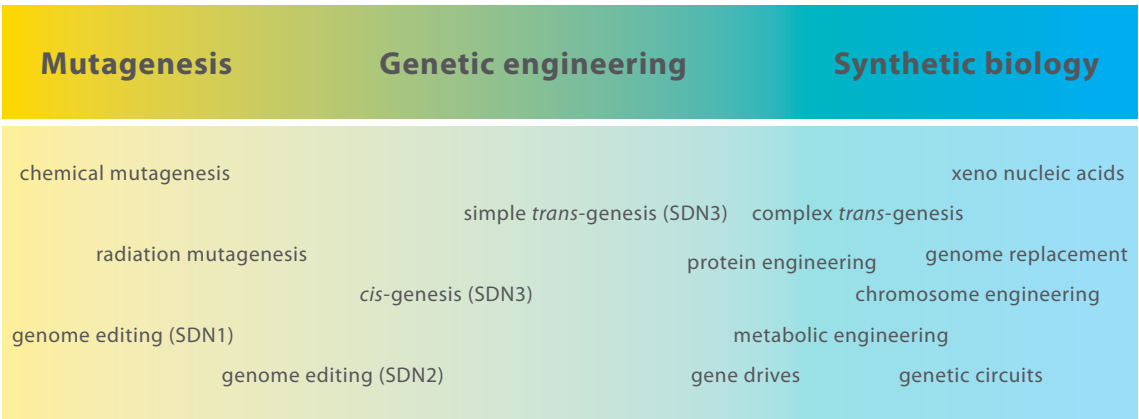 Mutagenesis Genetic engineering Synthetic biology
chemical mutagenesis xeno nucleic acids
simple trans-genesis (SDN3) complex trans-genesis
radiation mutagenesis protein engineering genome replacement
cis-genesis (SDN3) chromosome engineering
genome editing (SDN1) metabolic engineering
genome editing (SDN2) gene drives genetic circuits